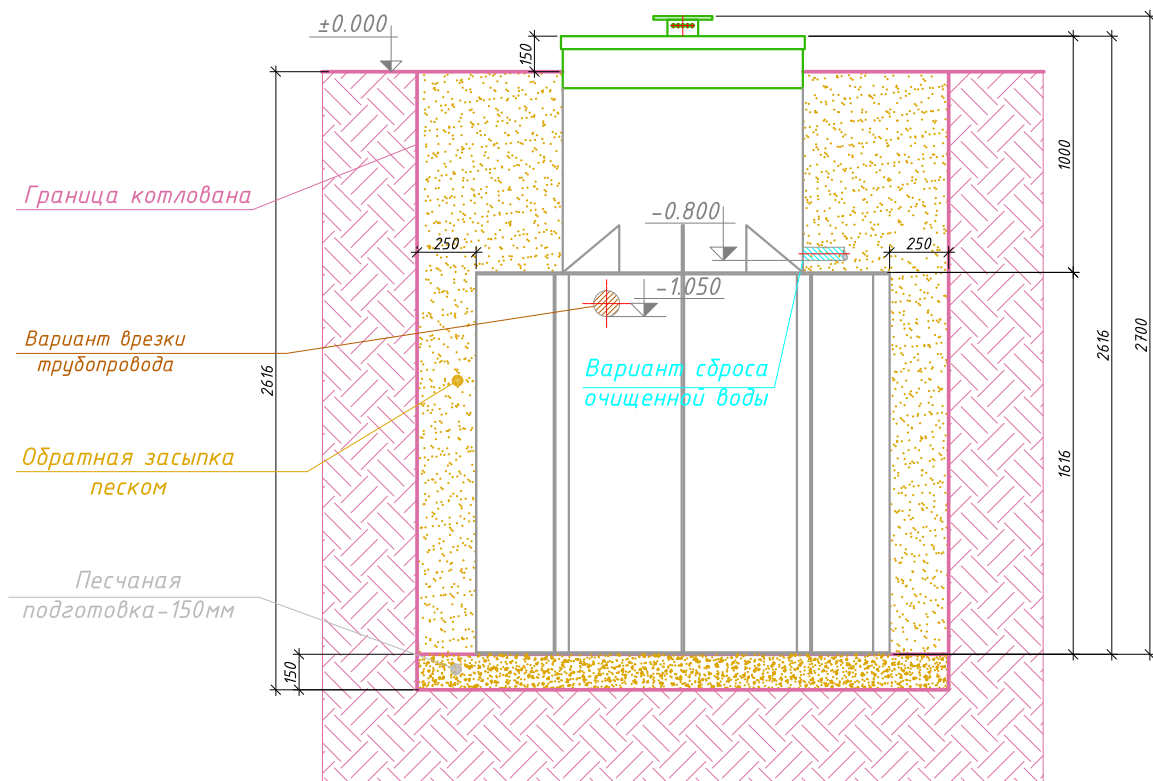 ±0.000
150
Граница котлована
1000
-0.800
250
250
-1.050
Вариант врезки
трубопровода
2616
2616
2700
Вариант сброса
очищенной воды
Обратная засыпка
песком
1616
Песчаная
подготовка-150мм
150